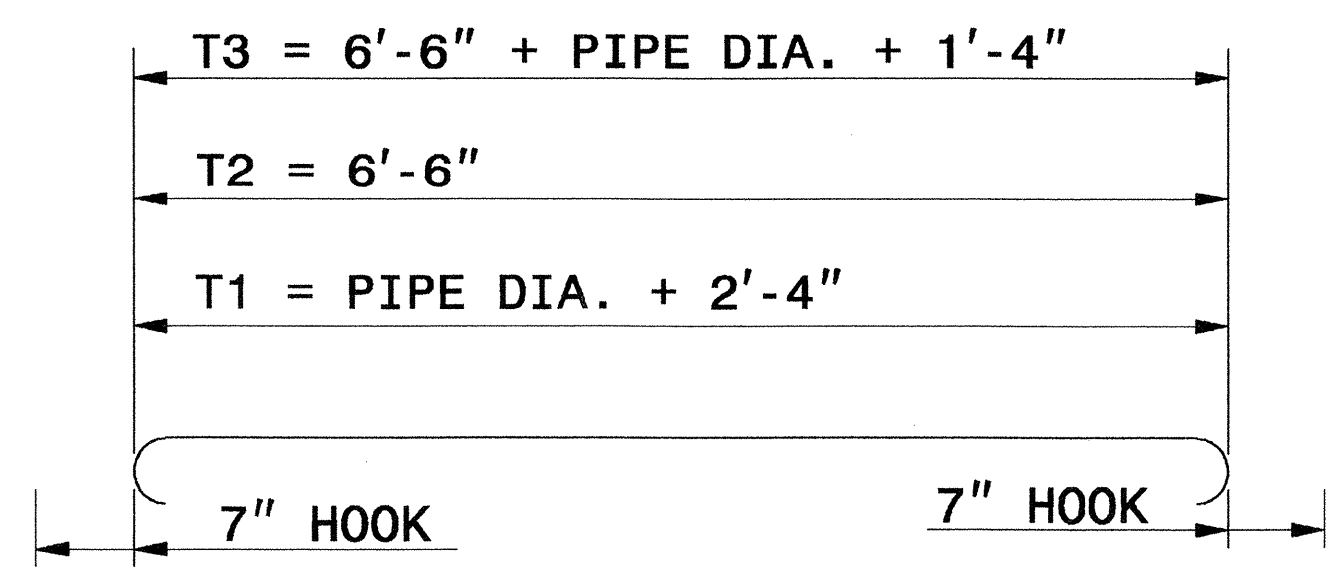 T3 = 6'-6" + PIPE DIA. + 1'-4"
T2 = 6'-6"
T1 = PIPE DIA. + 2'-4"
7" HOOK
7" HOOK